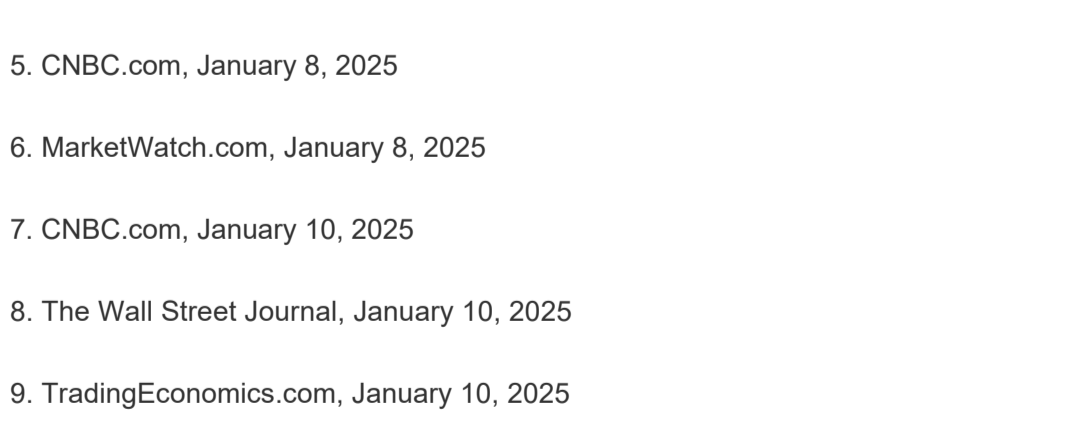 5. CNBC.com, January 8, 2025
6. MarketWatch.com, January 8, 2025
7. CNBC.com, January 10, 2025
8. The Wall Street Journal, January 10, 2025
9. TradingEconomics.com, January 10, 2025